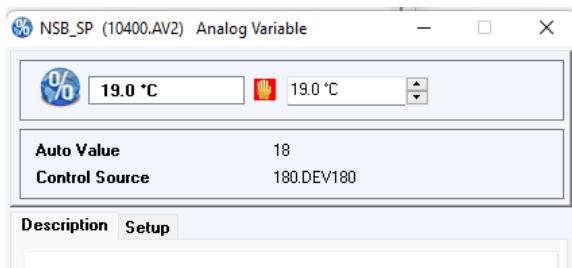 NSB_SP (10400.AV2) Analog Variable
% 19.0 °C 19.0 °C
Auto Value 18
Control Source 180.DEV180
Description Setup